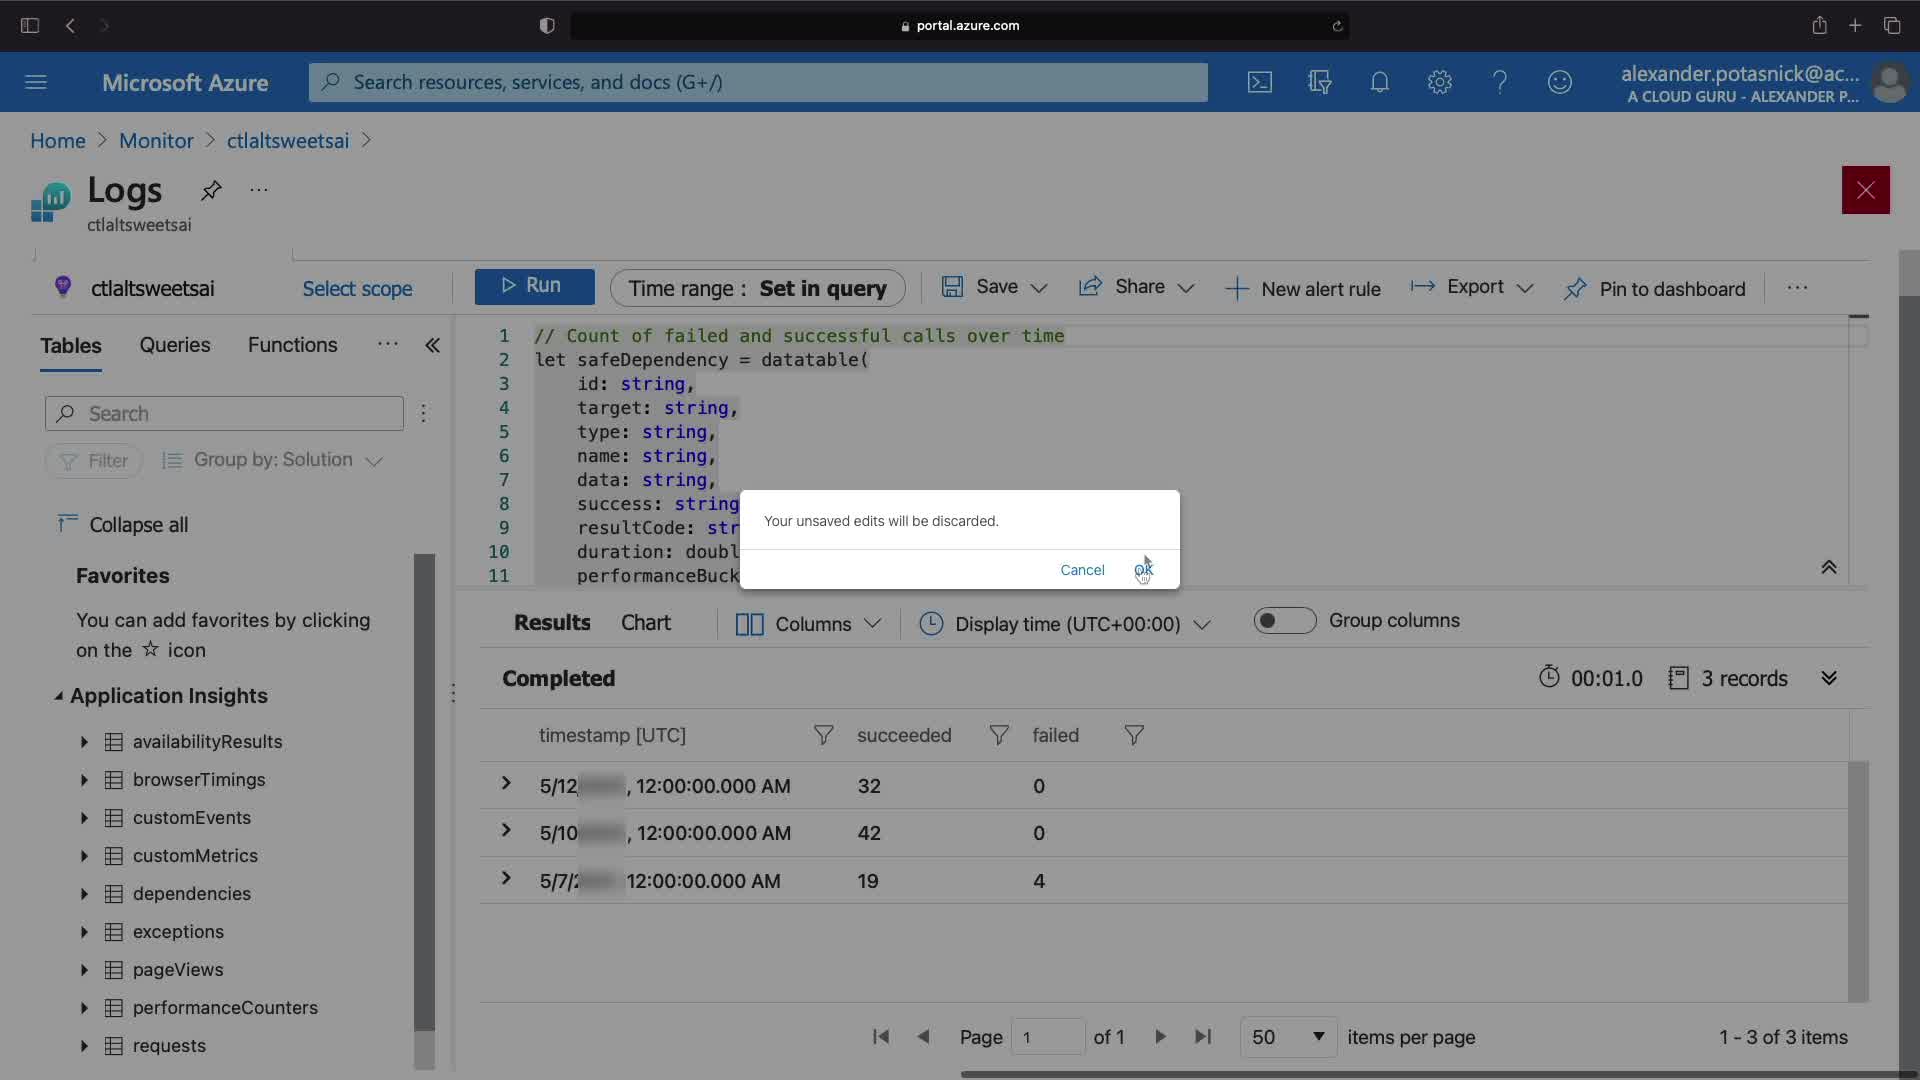 portal.azure.com
Microsoft Azure
Search resources, services, and docs (G+/)
alexander.potasnick@ac...
A CLOUD GURU - ALEXANDER P...
Home > Monitor > ctlaltsweetsai >
Logs
ctlaltsweetsai
ctlaltsweetsai
Select scope
Run
Time range : Set in query
Save
Share
New alert rule
Export
Pin to dashboard
Tables
Queries
Functions
Search
Filter
Group by: Solution
Collapse all
Favorites
You can add favorites by clicking
on the ☆ icon
Application Insights
availabilityResults
browserTimings
customEvents
customMetrics
dependencies
exceptions
pageViews
performanceCounters
requests
1 // Count of failed and successful calls over time
2 let safeDependency = datatable(
3 id: string,
4 target: string,
5 type: string,
6 name: string,
7 data: string,
8 success: string
9 resultCode: str
10 duration: doubl
11 performanceBuck
Your unsaved edits will be discarded.
Cancel
OK
Results
Chart
Columns
Display time (UTC+00:00)
Group columns
Completed
00:01.0
3 records
timestamp [UTC] succeeded failed
5/12 , 12:00:00.000 AM 32 0
5/10 , 12:00:00.000 AM 42 0
5/7/2 12:00:00.000 AM 19 4
Page 1 of 1
50 items per page
1 - 3 of 3 items